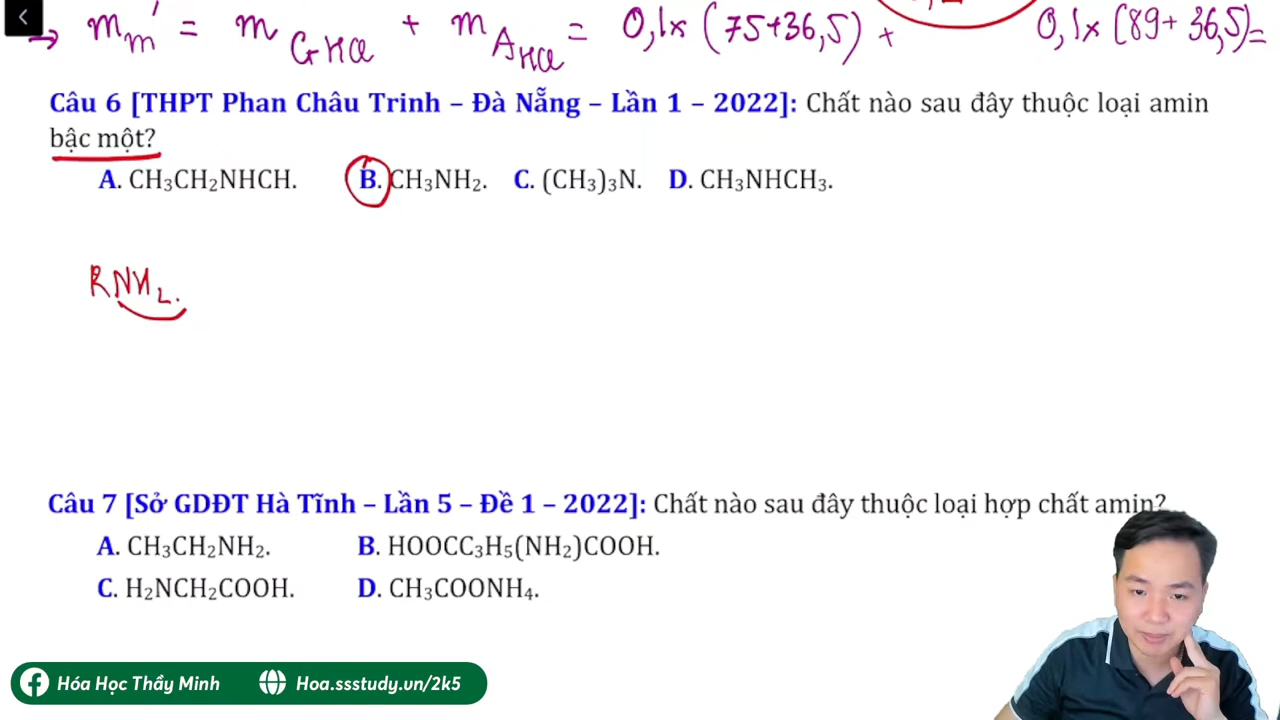 → m m' = m GHCl + m AHCl = 0,1x (75+36,5) + 0,1x (89+ 36,5)=
Câu 6 [THPT Phan Châu Trinh – Đà Nẵng – Lần 1 – 2022]: Chất nào sau đây thuộc loại amin
bậc một?
A. CH₃CH₂NHCH. B. CH₃NH₂. C. (CH₃)₃N. D. CH₃NHCH₃.
RNH₂.
Câu 7 [Sở GDĐT Hà Tĩnh – Lần 5 – Đề 1 – 2022]: Chất nào sau đây thuộc loại hợp chất amin?
A. CH₃CH₂NH₂. B. HOOCC₃H₅(NH₂)COOH.
C. H₂NCH₂COOH. D. CH₃COONH₄.
Hóa Học Thầy Minh Hoa.ssstudy.vn/2k5